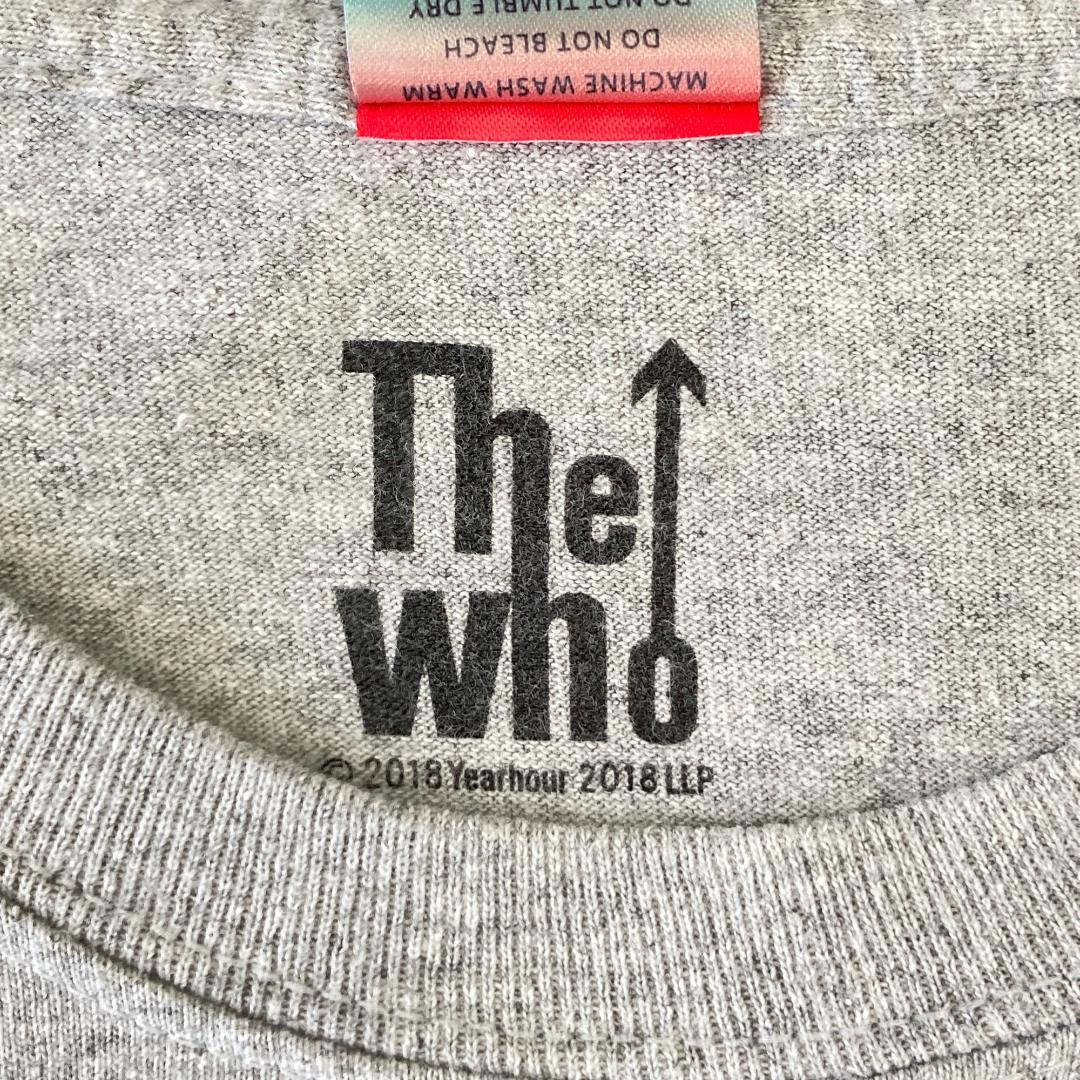 DO NOT TUMBLE DRY
DO NOT BLEACH
MACHINE WASH WARM
The
who
© 2018 Yearhour 2018 LLP